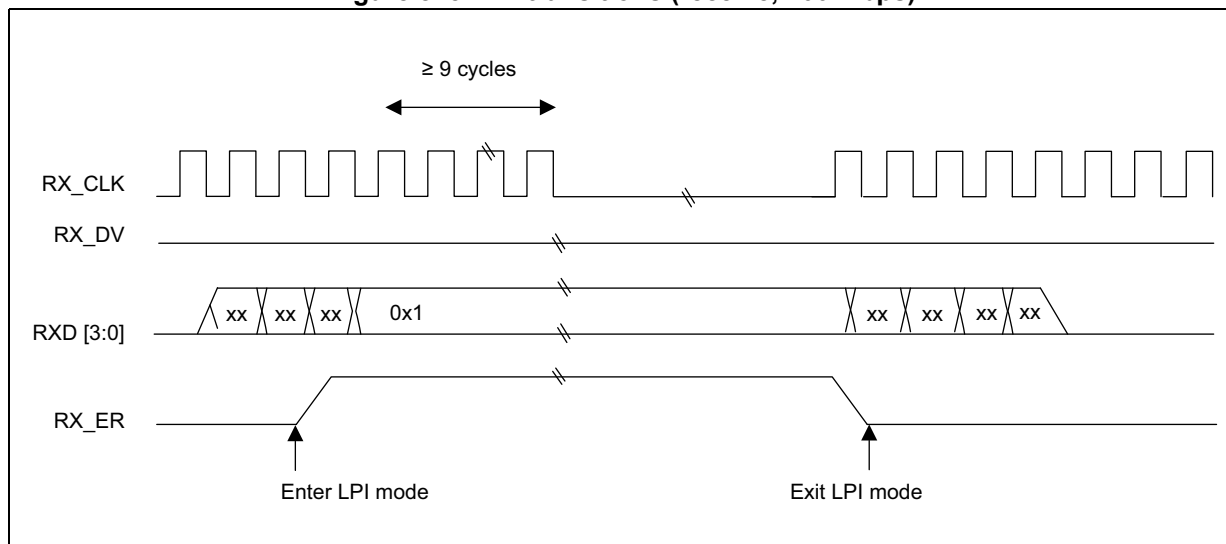 ≥ 9 cycles
RX_CLK
RX_DV
xx xx xx 0x1 xx xx xx xx
RXD [3:0]
RX_ER
Enter LPI mode
Exit LPI mode